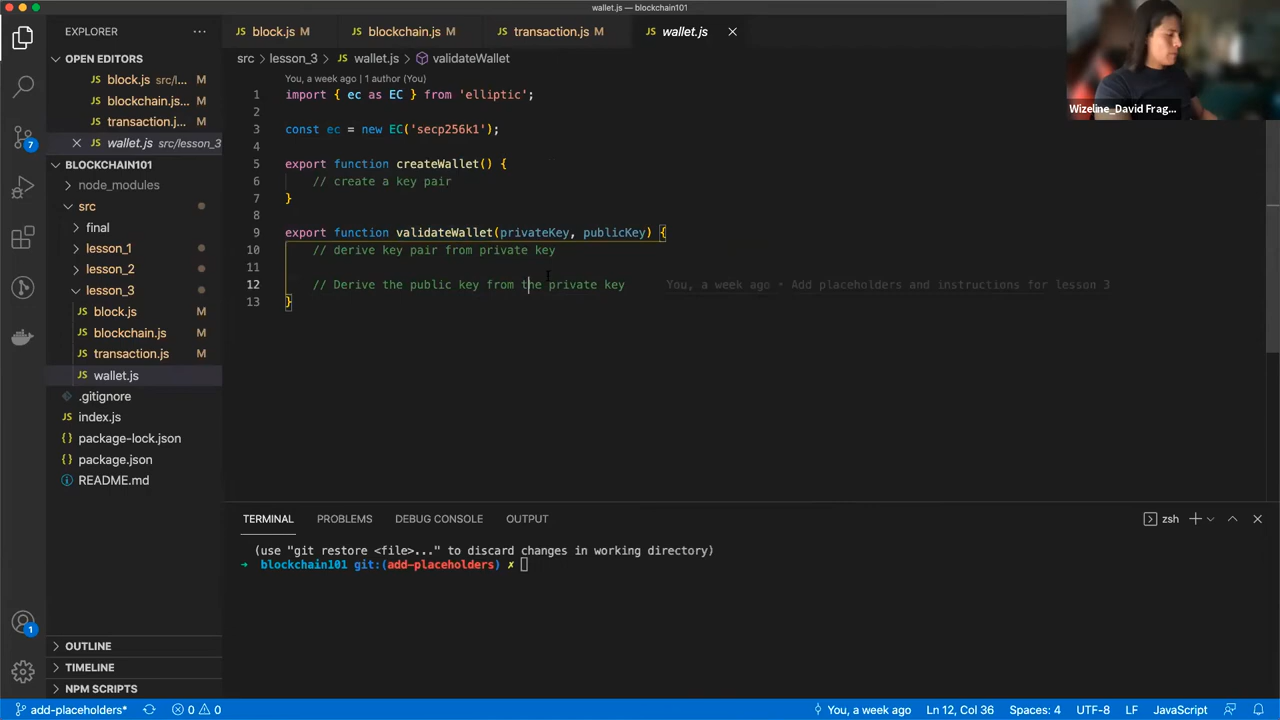 wallet.js — blockchain101
EXPLORER
OPEN EDITORS
JS block.js src/l... M
JS blockchain.js... M
JS transaction.j... M
JS wallet.js src/lesson_3
BLOCKCHAIN101
node_modules
src
final
lesson_1
lesson_2
lesson_3
JS block.js M
JS blockchain.js M
JS transaction.js M
JS wallet.js
.gitignore
JS index.js
package-lock.json
package.json
README.md
OUTLINE
TIMELINE
NPM SCRIPTS
7
1
JS block.js M JS blockchain.js M JS transaction.js M JS wallet.js
src > lesson_3 > JS wallet.js > validateWallet
You, a week ago | 1 author (You)
1 import { ec as EC } from 'elliptic';
2
3 const ec = new EC('secp256k1');
4
5 export function createWallet() {
6 // create a key pair
7 }
8
9 export function validateWallet(privateKey, publicKey) {
10 // derive key pair from private key
11
12 // Derive the public key from the private key You, a week ago • Add placeholders and instructions for lesson 3
13 }
Wizeline_David Frag...
TERMINAL PROBLEMS DEBUG CONSOLE OUTPUT zsh
(use "git restore <file>..." to discard changes in working directory)
→ blockchain101 git:(add-placeholders) ✗
add-placeholders* 0 0 You, a week ago Ln 12, Col 36 Spaces: 4 UTF-8 LF JavaScript